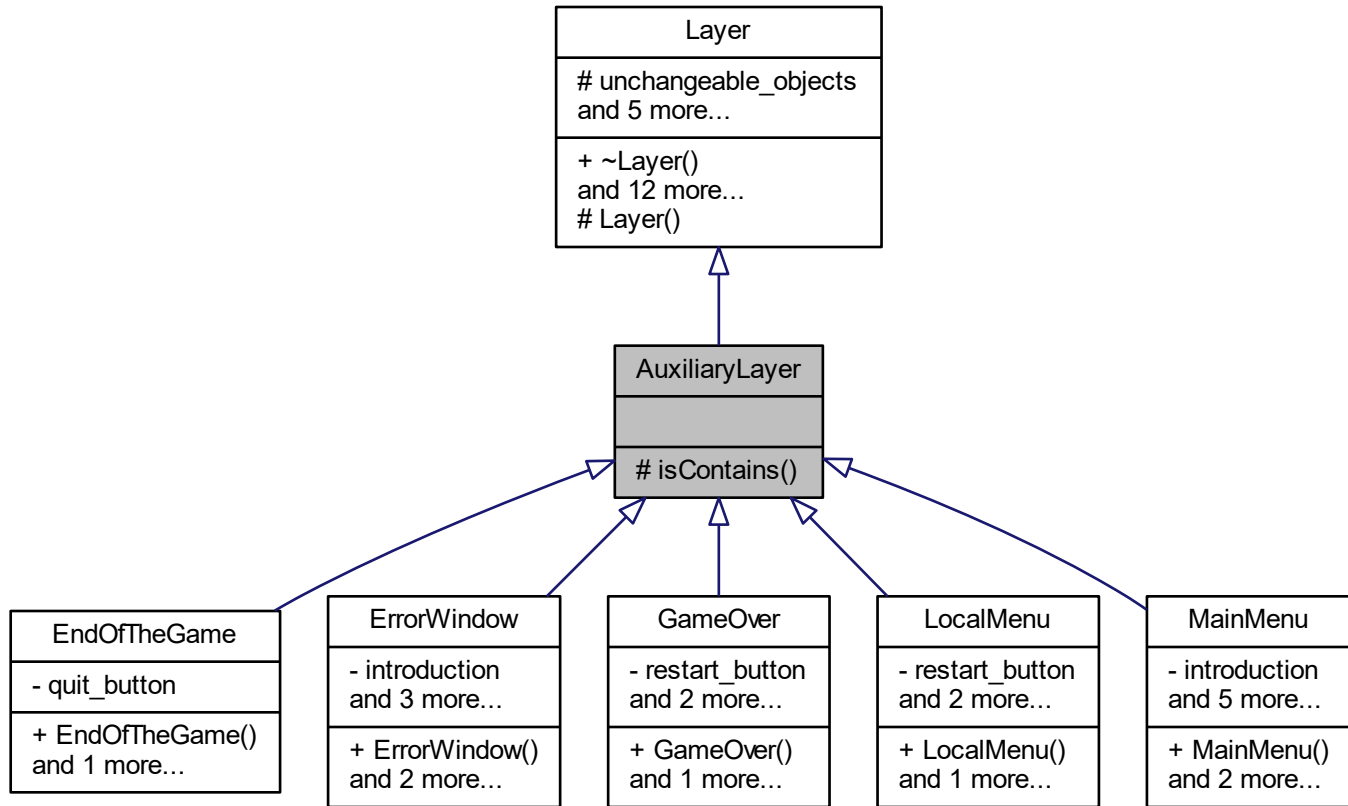 Layer
# unchangeable_objects
and 5 more...
+ ~Layer()
and 12 more...
# Layer()
AuxiliaryLayer
# isContains()
EndOfTheGame
- quit_button
+ EndOfTheGame()
and 1 more...
ErrorWindow
- introduction
and 3 more...
+ ErrorWindow()
and 2 more...
GameOver
- restart_button
and 2 more...
+ GameOver()
and 1 more...
LocalMenu
- restart_button
and 2 more...
+ LocalMenu()
and 1 more...
MainMenu
- introduction
and 5 more...
+ MainMenu()
and 2 more...